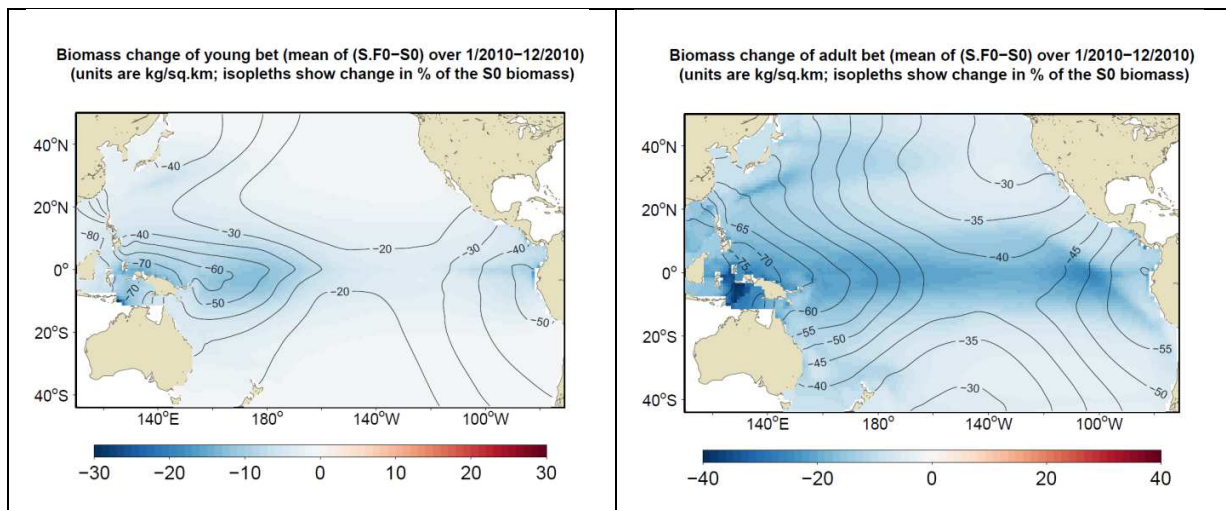 Biomass change of young bet (mean of (S.F0−S0) over 1/2010−12/2010)
(units are kg/sq.km; isopleths show change in % of the S0 biomass)
40°N
20°N
0°
20°S
40°S
140°E
180°
140°W
100°W
−40
−80
−40
−30
−20
−30
−40
−70
−60
−70
−50
−20
−50
−30
−20
−10
0
10
20
30
Biomass change of adult bet (mean of (S.F0−S0) over 1/2010−12/2010)
(units are kg/sq.km; isopleths show change in % of the S0 biomass)
40°N
20°N
0°
20°S
40°S
140°E
180°
140°W
100°W
−30
−35
−65
−40
−45
−75
−60
−55
−50
−45
−40
−35
−30
−55
−50
−40
−20
0
20
40